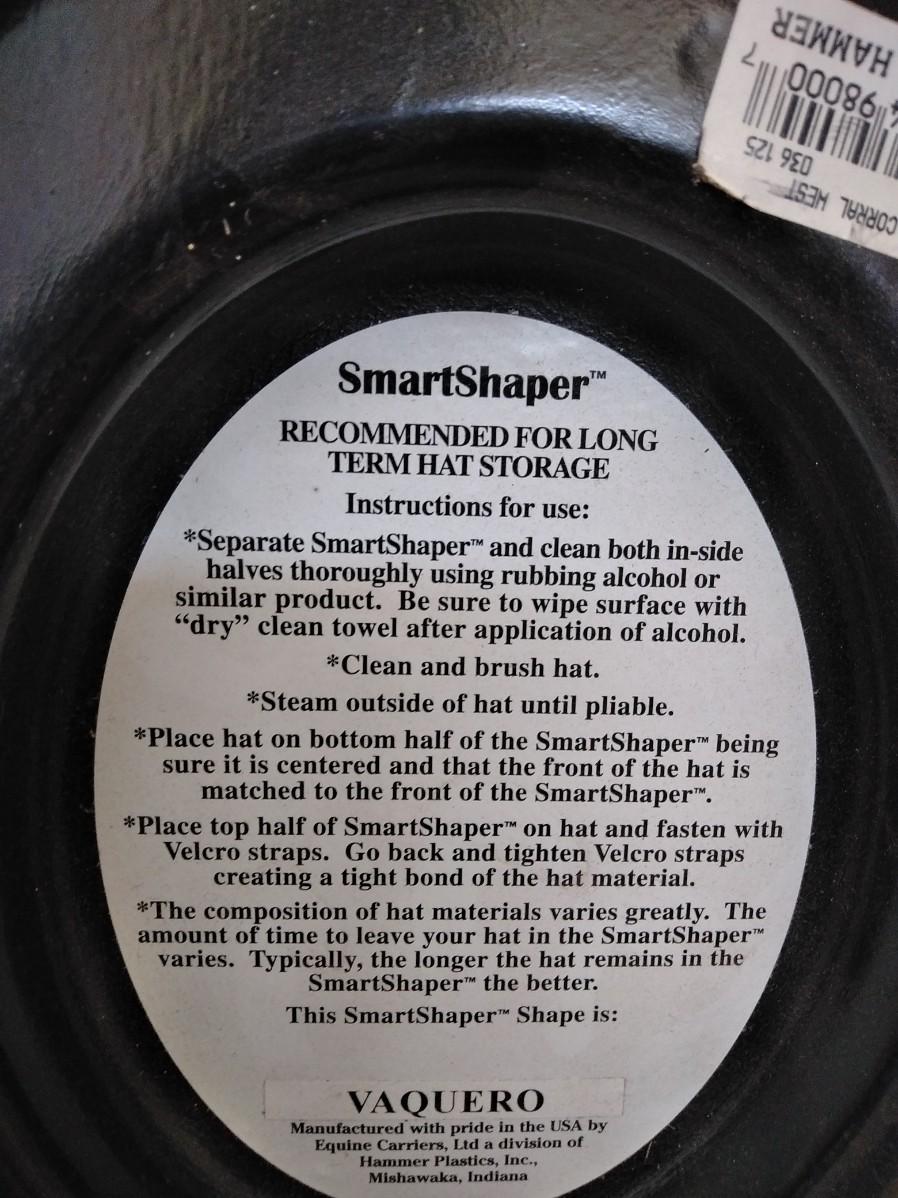 HAMMER
98000 7
036 125
CORRAL WEST
SmartShaper™
RECOMMENDED FOR LONG
TERM HAT STORAGE
Instructions for use:
*Separate SmartShaper™ and clean both in-side
halves thoroughly using rubbing alcohol or
similar product. Be sure to wipe surface with
“dry” clean towel after application of alcohol.
*Clean and brush hat.
*Steam outside of hat until pliable.
*Place hat on bottom half of the SmartShaper™ being
sure it is centered and that the front of the hat is
matched to the front of the SmartShaper™.
*Place top half of SmartShaper™ on hat and fasten with
Velcro straps. Go back and tighten Velcro straps
creating a tight bond of the hat material.
*The composition of hat materials varies greatly. The
amount of time to leave your hat in the SmartShaper™
varies. Typically, the longer the hat remains in the
SmartShaper™ the better.
This SmartShaper™ Shape is:
VAQUERO
Manufactured with pride in the USA by
Equine Carriers, Ltd a division of
Hammer Plastics, Inc.,
Mishawaka, Indiana